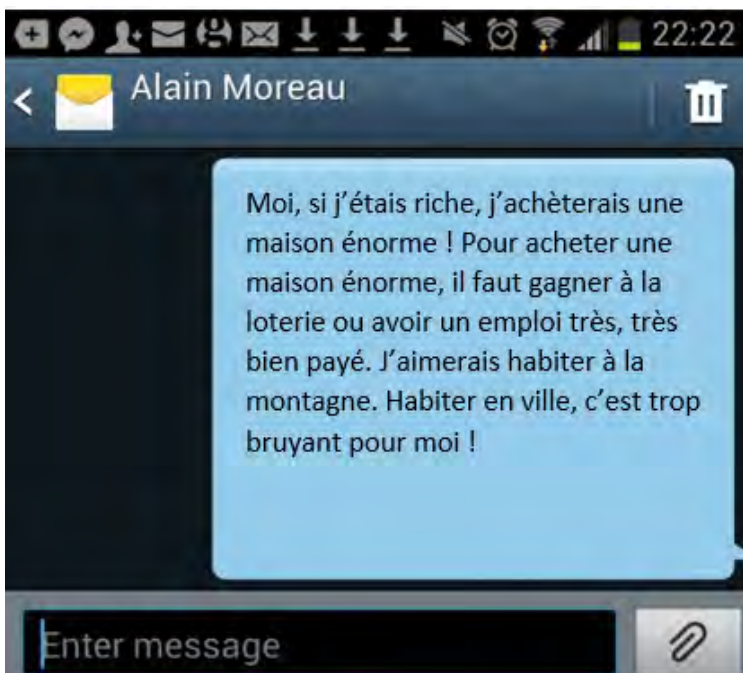 22:22
Alain Moreau
Moi, si j’étais riche, j’achèterais une
maison énorme ! Pour acheter une
maison énorme, il faut gagner à la
loterie ou avoir un emploi très, très
bien payé. J’aimerais habiter à la
montagne. Habiter en ville, c’est trop
bruyant pour moi !
Enter message